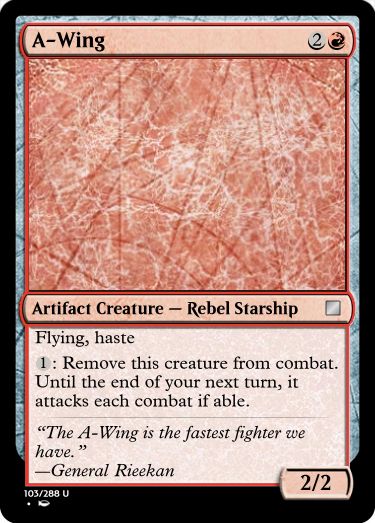 A-Wing 2
Artifact Creature — Rebel Starship
Flying, haste
1: Remove this creature from combat.
Until the end of your next turn, it
attacks each combat if able.
“The A-Wing is the fastest fighter we
have.”
—General Rieekan
2/2
103/288 U